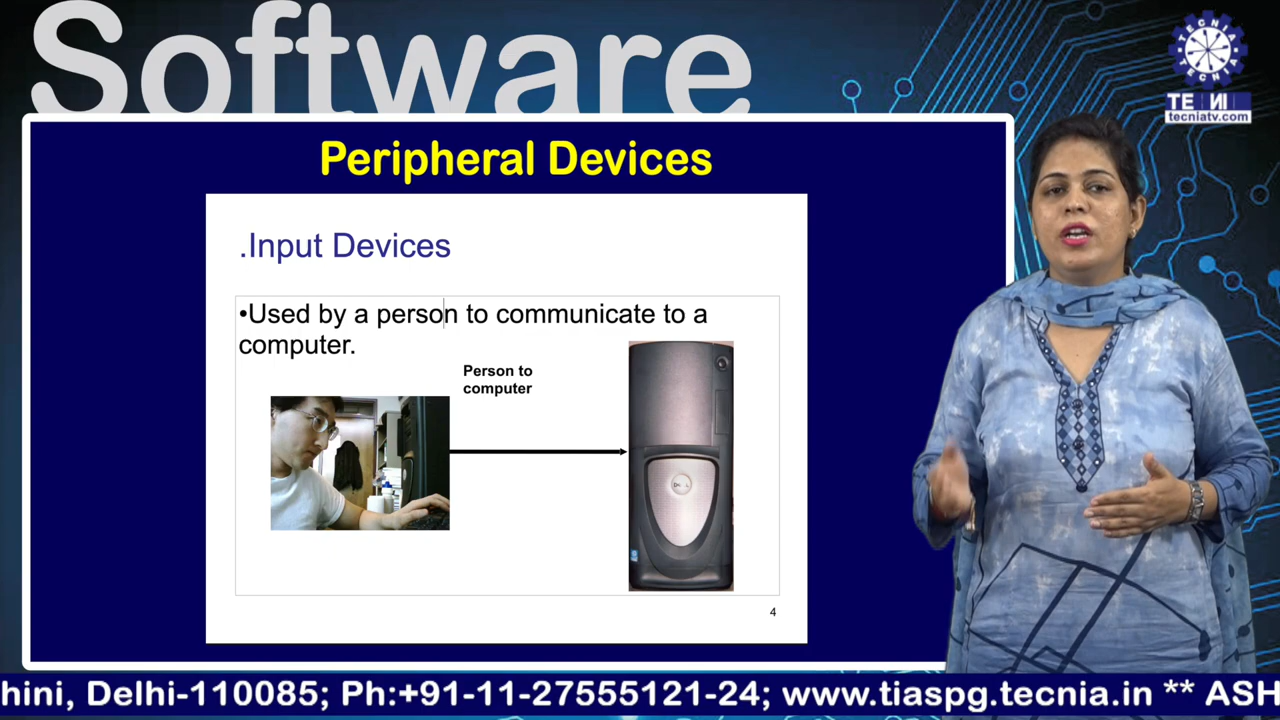 Software
TECNIA
TECNIA
tecniatv.com
Peripheral Devices
.Input Devices
•Used by a person to communicate to a
computer.
Person to
computer
DELL
4
hini, Delhi-110085; Ph:+91-11-27555121-24; www.tiaspg.tecnia.in ** ASH